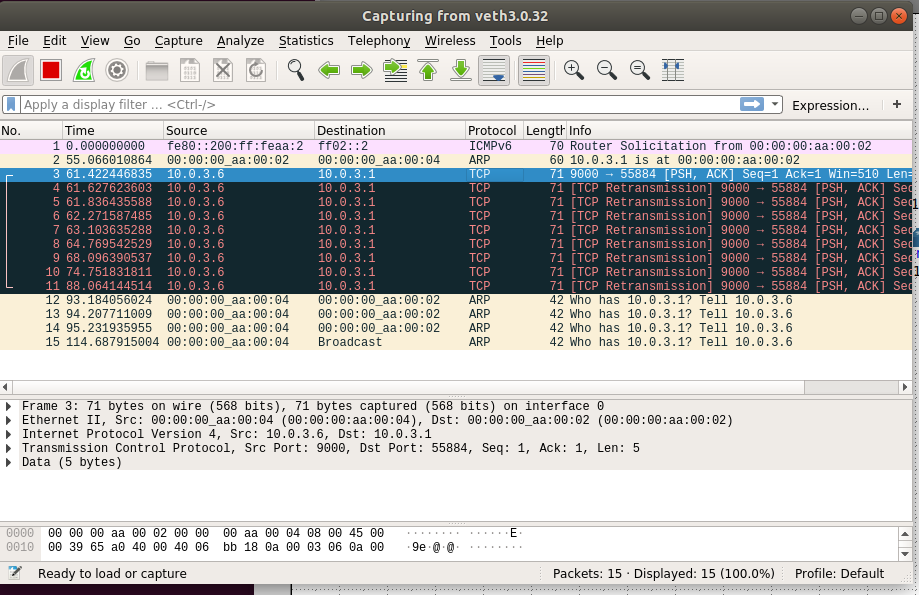 Capturing from veth3.0.32
File Edit View Go Capture Analyze Statistics Telephony Wireless Tools Help
Apply a display filter ... <Ctrl-/> Expression... +
No. Time Source Destination Protocol Length Info
1 0.000000000 fe80::200:ff:feaa:2 ff02::2 ICMPv6 70 Router Solicitation from 00:00:00:aa:00:02
2 55.066010864 00:00:00_aa:00:02 00:00:00_aa:00:04 ARP 60 10.0.3.1 is at 00:00:00:aa:00:02
3 61.422446835 10.0.3.6 10.0.3.1 TCP 71 9000 → 55884 [PSH, ACK] Seq=1 Ack=1 Win=510 Len=
4 61.627623603 10.0.3.6 10.0.3.1 TCP 71 [TCP Retransmission] 9000 → 55884 [PSH, ACK] Sec
5 61.836435588 10.0.3.6 10.0.3.1 TCP 71 [TCP Retransmission] 9000 → 55884 [PSH, ACK] Sec
6 62.271587485 10.0.3.6 10.0.3.1 TCP 71 [TCP Retransmission] 9000 → 55884 [PSH, ACK] Sec
7 63.103635288 10.0.3.6 10.0.3.1 TCP 71 [TCP Retransmission] 9000 → 55884 [PSH, ACK] Sec
8 64.769542529 10.0.3.6 10.0.3.1 TCP 71 [TCP Retransmission] 9000 → 55884 [PSH, ACK] Sec
9 68.096390537 10.0.3.6 10.0.3.1 TCP 71 [TCP Retransmission] 9000 → 55884 [PSH, ACK] Sec
10 74.751831811 10.0.3.6 10.0.3.1 TCP 71 [TCP Retransmission] 9000 → 55884 [PSH, ACK] Sec
11 88.064144514 10.0.3.6 10.0.3.1 TCP 71 [TCP Retransmission] 9000 → 55884 [PSH, ACK] Sec
12 93.184056024 00:00:00_aa:00:04 00:00:00_aa:00:02 ARP 42 Who has 10.0.3.1? Tell 10.0.3.6
13 94.207711009 00:00:00_aa:00:04 00:00:00_aa:00:02 ARP 42 Who has 10.0.3.1? Tell 10.0.3.6
14 95.231935955 00:00:00_aa:00:04 00:00:00_aa:00:02 ARP 42 Who has 10.0.3.1? Tell 10.0.3.6
15 114.687915004 00:00:00_aa:00:04 Broadcast ARP 42 Who has 10.0.3.1? Tell 10.0.3.6
Frame 3: 71 bytes on wire (568 bits), 71 bytes captured (568 bits) on interface 0
Ethernet II, Src: 00:00:00_aa:00:04 (00:00:00:aa:00:04), Dst: 00:00:00_aa:00:02 (00:00:00:aa:00:02)
Internet Protocol Version 4, Src: 10.0.3.6, Dst: 10.0.3.1
Transmission Control Protocol, Src Port: 9000, Dst Port: 55884, Seq: 1, Ack: 1, Len: 5
Data (5 bytes)
0000 00 00 00 aa 00 02 00 00 00 aa 00 04 08 00 45 00 ········ ······E·
0010 00 39 65 a0 40 00 40 06 bb 18 0a 00 03 06 0a 00 ·9e·@·@· ········
Ready to load or capture Packets: 15 · Displayed: 15 (100.0%) Profile: Default